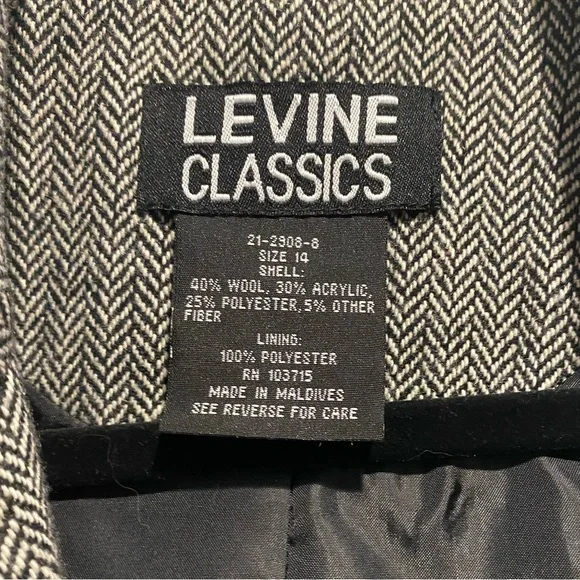 LEVINE
CLASSICS
21-2908-8
SIZE 14
SHELL:
40% WOOL, 30% ACRYLIC,
25% POLYESTER,5% OTHER
FIBER
LINING:
100% POLYESTER
RN 103715
MADE IN MALDIVES
SEE REVERSE FOR CARE